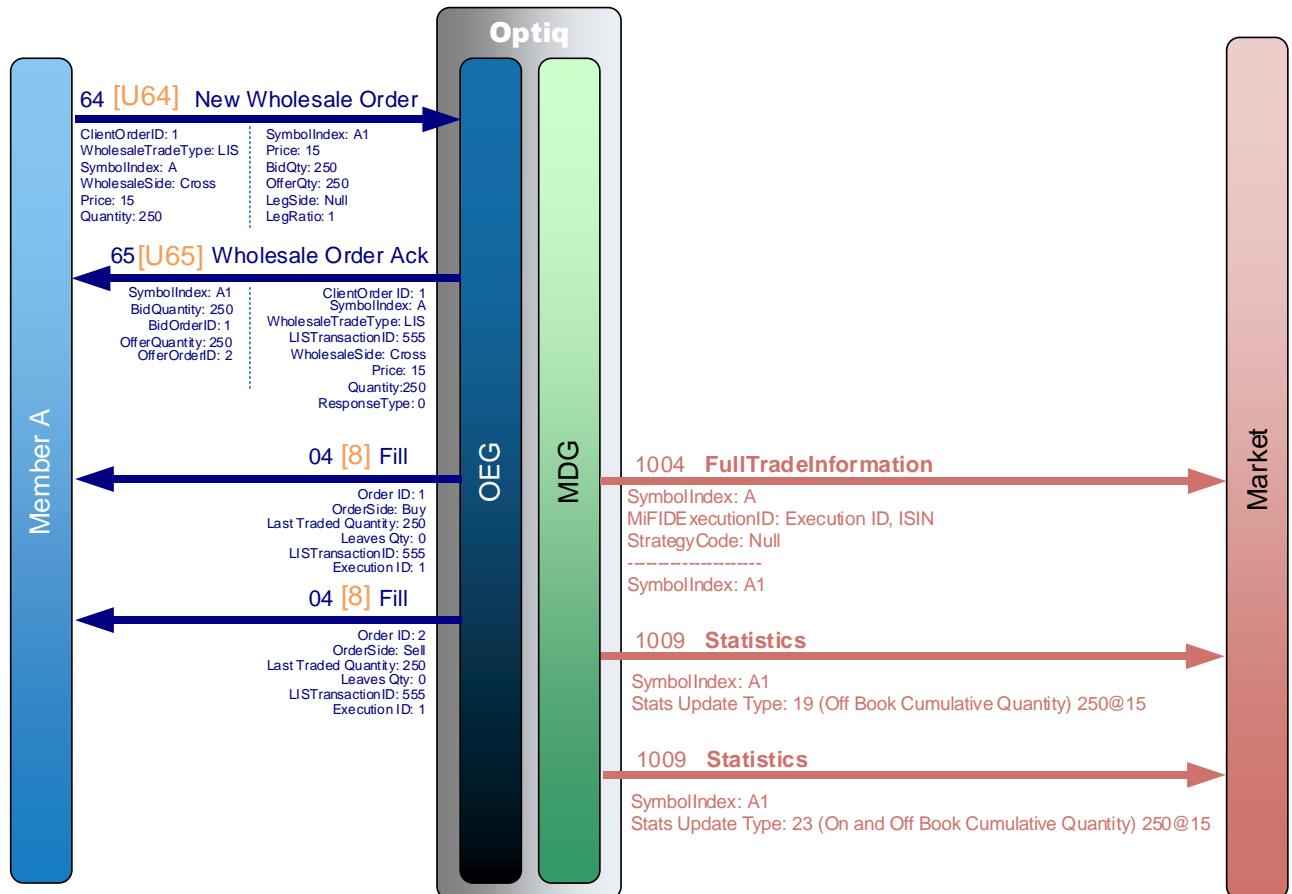 Optiq
Member A
OEG
MDG
Market
64 [U64] New Wholesale Order
ClientOrderID: 1
WholesaleTradeType: LIS
SymbolIndex: A
WholesaleSide: Cross
Price: 15
Quantity: 250
SymbolIndex: A1
Price: 15
BidQty: 250
OfferQty: 250
LegSide: Null
LegRatio: 1
65 [U65] Wholesale Order Ack
SymbolIndex: A1
BidQuantity: 250
BidOrderID: 1
OfferQuantity: 250
OfferOrderID: 2
ClientOrder ID: 1
SymbolIndex: A
WholesaleTradeType: LIS
LISTransactionID: 555
WholesaleSide: Cross
Price: 15
Quantity:250
ResponseType: 0
04 [8] Fill
Order ID: 1
OrderSide: Buy
Last Traded Quantity: 250
Leaves Qty: 0
LISTransactionID: 555
Execution ID: 1
04 [8] Fill
Order ID: 2
OrderSide: Sell
Last Traded Quantity: 250
Leaves Qty: 0
LISTransactionID: 555
Execution ID: 1
1004 FullTradeInformation
SymbolIndex: A
MiFIDExecutionID: Execution ID, ISIN
StrategyCode: Null
----------------------
SymbolIndex: A1
1009 Statistics
SymbolIndex: A1
Stats Update Type: 19 (Off Book Cumulative Quantity) 250@15
1009 Statistics
SymbolIndex: A1
Stats Update Type: 23 (On and Off Book Cumulative Quantity) 250@15